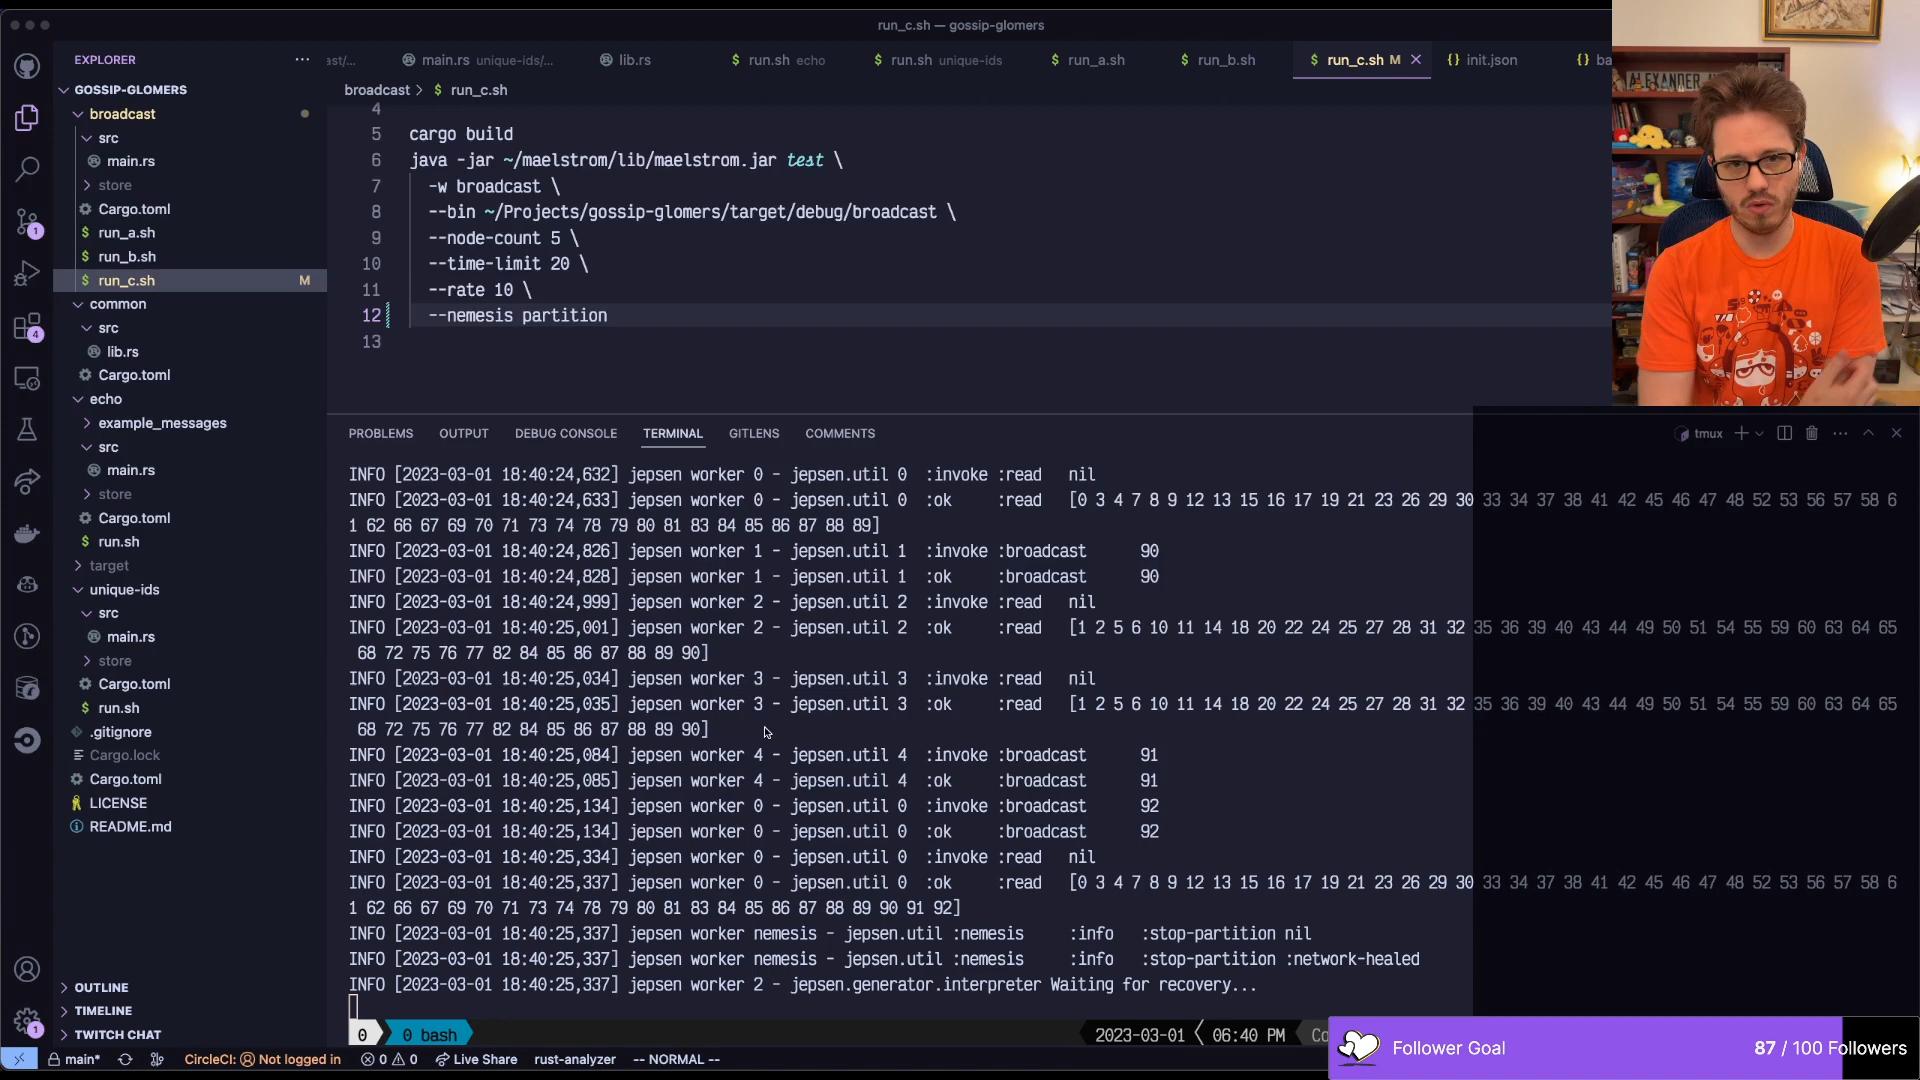 run_c.sh — gossip-glomers
EXPLORER
ast/...
main.rs unique-ids/...
lib.rs
run.sh echo
run.sh unique-ids
run_a.sh
run_b.sh
run_c.sh M
init.json
ba
broadcast > run_c.sh
GOSSIP-GLOMERS
broadcast
src
main.rs
store
Cargo.toml
run_a.sh
run_b.sh
run_c.sh M
common
src
lib.rs
Cargo.toml
echo
example_messages
src
main.rs
store
Cargo.toml
run.sh
target
unique-ids
src
main.rs
store
Cargo.toml
run.sh
.gitignore
Cargo.lock
Cargo.toml
LICENSE
README.md
OUTLINE
TIMELINE
TWITCH CHAT
1
4
1
4
5 cargo build
6 java -jar ~/maelstrom/lib/maelstrom.jar test \
7 -w broadcast \
8 --bin ~/Projects/gossip-glomers/target/debug/broadcast \
9 --node-count 5 \
10 --time-limit 20 \
11 --rate 10 \
12 --nemesis partition
13
PROBLEMS OUTPUT DEBUG CONSOLE TERMINAL GITLENS COMMENTS
tmux
INFO [2023-03-01 18:40:24,632] jepsen worker 0 - jepsen.util 0 :invoke :read nil
INFO [2023-03-01 18:40:24,633] jepsen worker 0 - jepsen.util 0 :ok :read [0 3 4 7 8 9 12 13 15 16 17 19 21 23 26 29 30 33 34 37 38 41 42 45 46 47 48 52 53 56 57 58 6
1 62 66 67 69 70 71 73 74 78 79 80 81 83 84 85 86 87 88 89]
INFO [2023-03-01 18:40:24,826] jepsen worker 1 - jepsen.util 1 :invoke :broadcast 90
INFO [2023-03-01 18:40:24,828] jepsen worker 1 - jepsen.util 1 :ok :broadcast 90
INFO [2023-03-01 18:40:24,999] jepsen worker 2 - jepsen.util 2 :invoke :read nil
INFO [2023-03-01 18:40:25,001] jepsen worker 2 - jepsen.util 2 :ok :read [1 2 5 6 10 11 14 18 20 22 24 25 27 28 31 32 35 36 39 40 43 44 49 50 51 54 55 59 60 63 64 65
68 72 75 76 77 82 84 85 86 87 88 89 90]
INFO [2023-03-01 18:40:25,034] jepsen worker 3 - jepsen.util 3 :invoke :read nil
INFO [2023-03-01 18:40:25,035] jepsen worker 3 - jepsen.util 3 :ok :read [1 2 5 6 10 11 14 18 20 22 24 25 27 28 31 32 35 36 39 40 43 44 49 50 51 54 55 59 60 63 64 65
68 72 75 76 77 82 84 85 86 87 88 89 90]
INFO [2023-03-01 18:40:25,084] jepsen worker 4 - jepsen.util 4 :invoke :broadcast 91
INFO [2023-03-01 18:40:25,085] jepsen worker 4 - jepsen.util 4 :ok :broadcast 91
INFO [2023-03-01 18:40:25,134] jepsen worker 0 - jepsen.util 0 :invoke :broadcast 92
INFO [2023-03-01 18:40:25,134] jepsen worker 0 - jepsen.util 0 :ok :broadcast 92
INFO [2023-03-01 18:40:25,334] jepsen worker 0 - jepsen.util 0 :invoke :read nil
INFO [2023-03-01 18:40:25,337] jepsen worker 0 - jepsen.util 0 :ok :read [0 3 4 7 8 9 12 13 15 16 17 19 21 23 26 29 30 33 34 37 38 41 42 45 46 47 48 52 53 56 57 58 6
1 62 66 67 69 70 71 73 74 78 79 80 81 83 84 85 86 87 88 89 90 91 92]
INFO [2023-03-01 18:40:25,337] jepsen worker nemesis - jepsen.util :nemesis :info :stop-partition nil
INFO [2023-03-01 18:40:25,337] jepsen worker nemesis - jepsen.util :nemesis :info :stop-partition :network-healed
INFO [2023-03-01 18:40:25,337] jepsen worker 2 - jepsen.generator.interpreter Waiting for recovery...
0 0 bash 2023-03-01 06:40 PM Co
main* CircleCI: Not logged in 0 0 Live Share rust-analyzer -- NORMAL --
Follower Goal 87 / 100 Followers